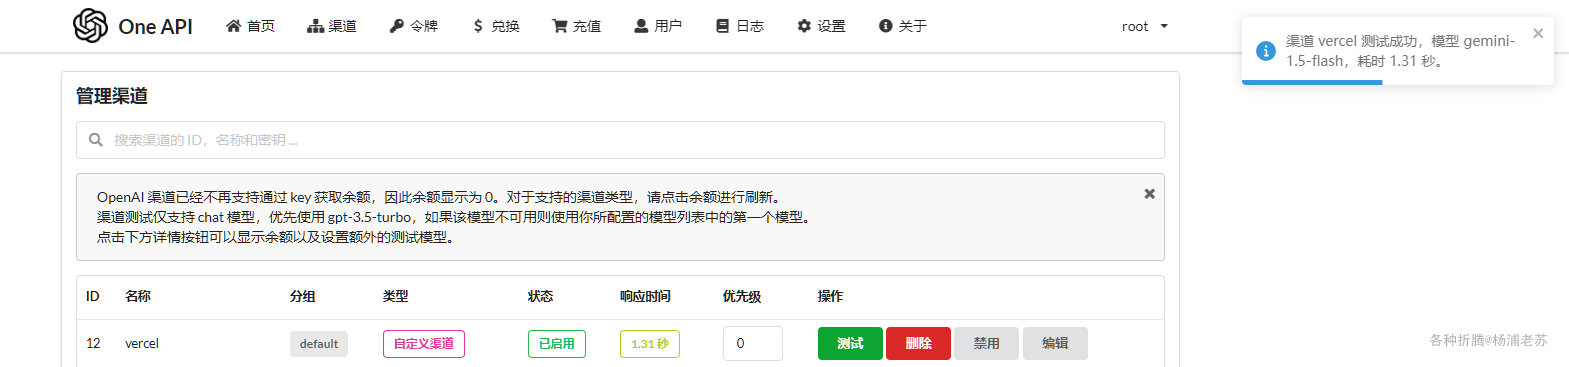 One API 首页 渠道 令牌 兑换 充值 用户 日志 设置 关于 root
渠道 vercel 测试成功，模型 gemini-
1.5-flash，耗时 1.31 秒。
管理渠道
搜索渠道的 ID，名称和密钥 ...
OpenAI 渠道已经不再支持通过 key 获取余额，因此余额显示为 0。对于支持的渠道类型，请点击余额进行刷新。
渠道测试仅支持 chat 模型，优先使用 gpt-3.5-turbo，如果该模型不可用则使用你所配置的模型列表中的第一个模型。
点击下方详情按钮可以显示余额以及设置额外的测试模型。
ID 名称 分组 类型 状态 响应时间 优先级 操作
12 vercel default 自定义渠道 已启用 1.31 秒 0 测试 删除 禁用 编辑
各种折腾@杨浦老苏